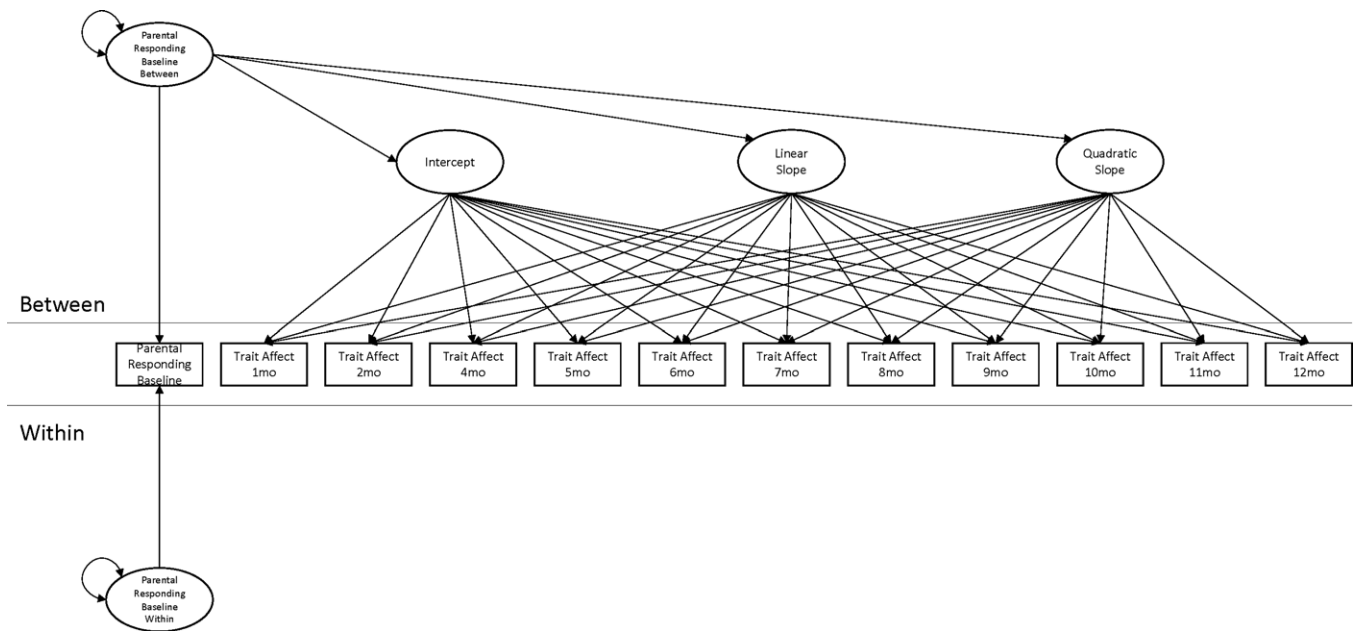 Parental
Responding
Baseline
Between
Intercept
Linear
Slope
Quadratic
Slope
Between
Parental
Responding
Baseline
Trait Affect
1mo
Trait Affect
2mo
Trait Affect
4mo
Trait Affect
5mo
Trait Affect
6mo
Trait Affect
7mo
Trait Affect
8mo
Trait Affect
9mo
Trait Affect
10mo
Trait Affect
11mo
Trait Affect
12mo
Within
Parental
Responding
Baseline
Within